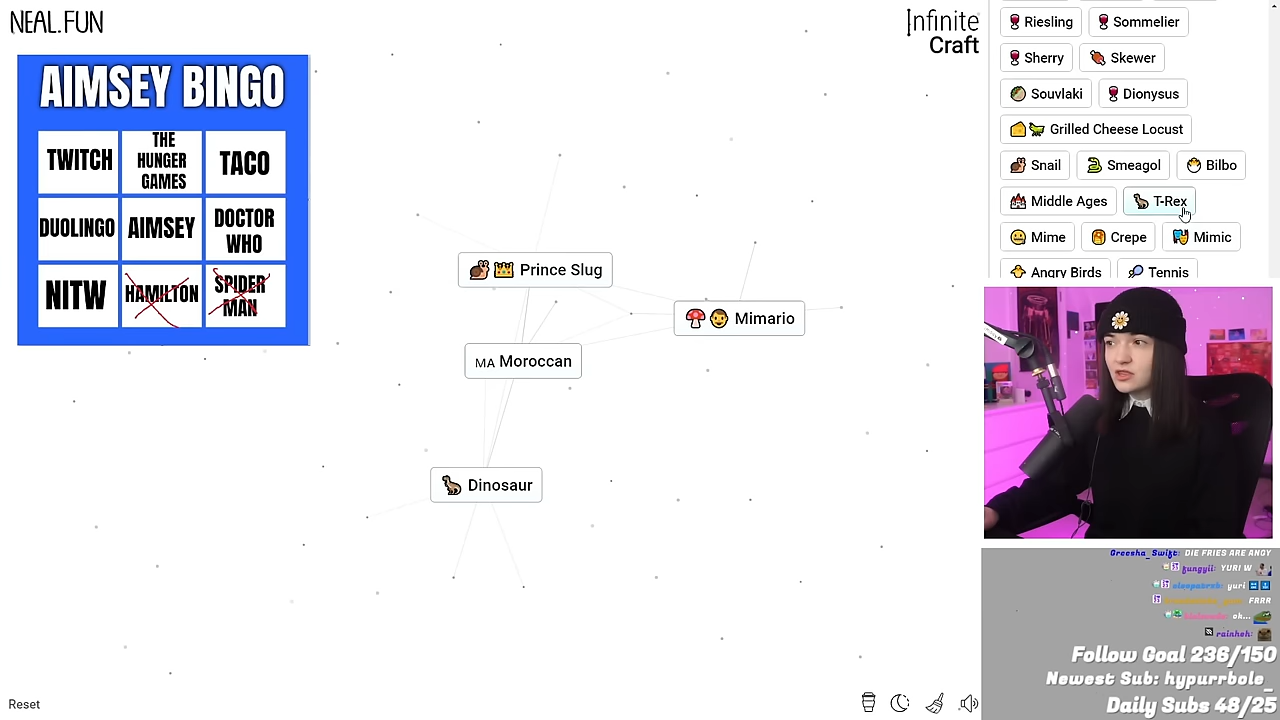 NEAL.FUN
Infinite
Craft
AIMSEY BINGO
TWITCH
THE
HUNGER
GAMES
TACO
DUOLINGO
AIMSEY
DOCTOR
WHO
NITW
HAMILTON
SPIDER
MAN
Prince Slug
Mimario
MA Moroccan
Dinosaur
Reset
Riesling
Sommelier
Sherry
Skewer
Souvlaki
Dionysus
Grilled Cheese Locust
Snail
Smeagol
Bilbo
Middle Ages
T-Rex
Mime
Crepe
Mimic
Angry Birds
Tennis
Greesha_Swift: DIE FRIES ARE ANGY
fungyii: YURI W
yuri
FRRR
ok...
rainhoh:
Follow Goal 236/150
Newest Sub: hypurrbole_
Daily Subs 48/25